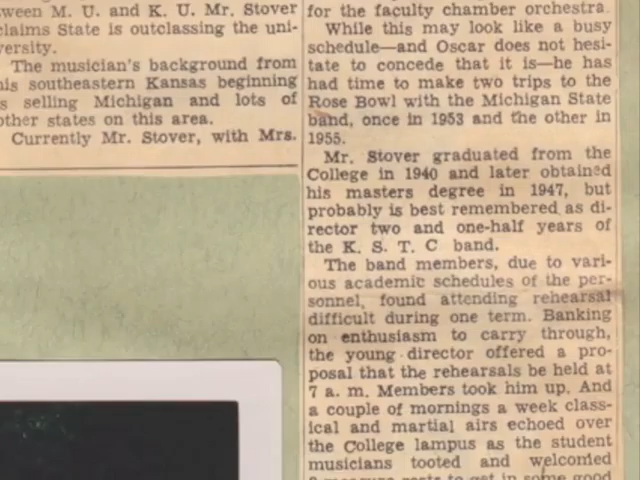 ween M. U. and K. U. Mr. Stover
claims State is outclassing the uni-
versity.
The musician's background from
his southeastern Kansas beginning
is selling Michigan and lots of
other states on this area.
Currently Mr. Stover, with Mrs.
for the faculty chamber orchestra.
While this may look like a busy
schedule—and Oscar does not hesi-
tate to concede that it is—he has
had time to make two trips to the
Rose Bowl with the Michigan State
band, once in 1953 and the other in
1955.
Mr. Stover graduated from the
College in 1940 and later obtained
his masters degree in 1947, but
probably is best remembered as di-
rector two and one-half years of
the K. S. T. C band.
The band members, due to vari-
ous academic schedules of the per-
sonnel, found attending rehearsal
difficult during one term. Banking
on enthusiasm to carry through,
the young director offered a pro-
posal that the rehearsals be held at
7 a. m. Members took him up. And
a couple of mornings a week class-
ical and martial airs echoed over
the College lampus as the student
musicians tooted and welcomed
rests to get in some good